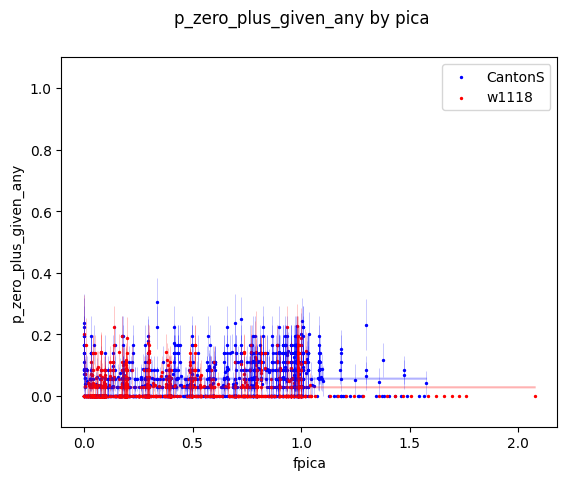 p_zero_plus_given_any by pica
CantonS
w1118
p_zero_plus_given_any
1.0
0.8
0.6
0.4
0.2
0.0
0.0 0.5 1.0 1.5 2.0
fpica